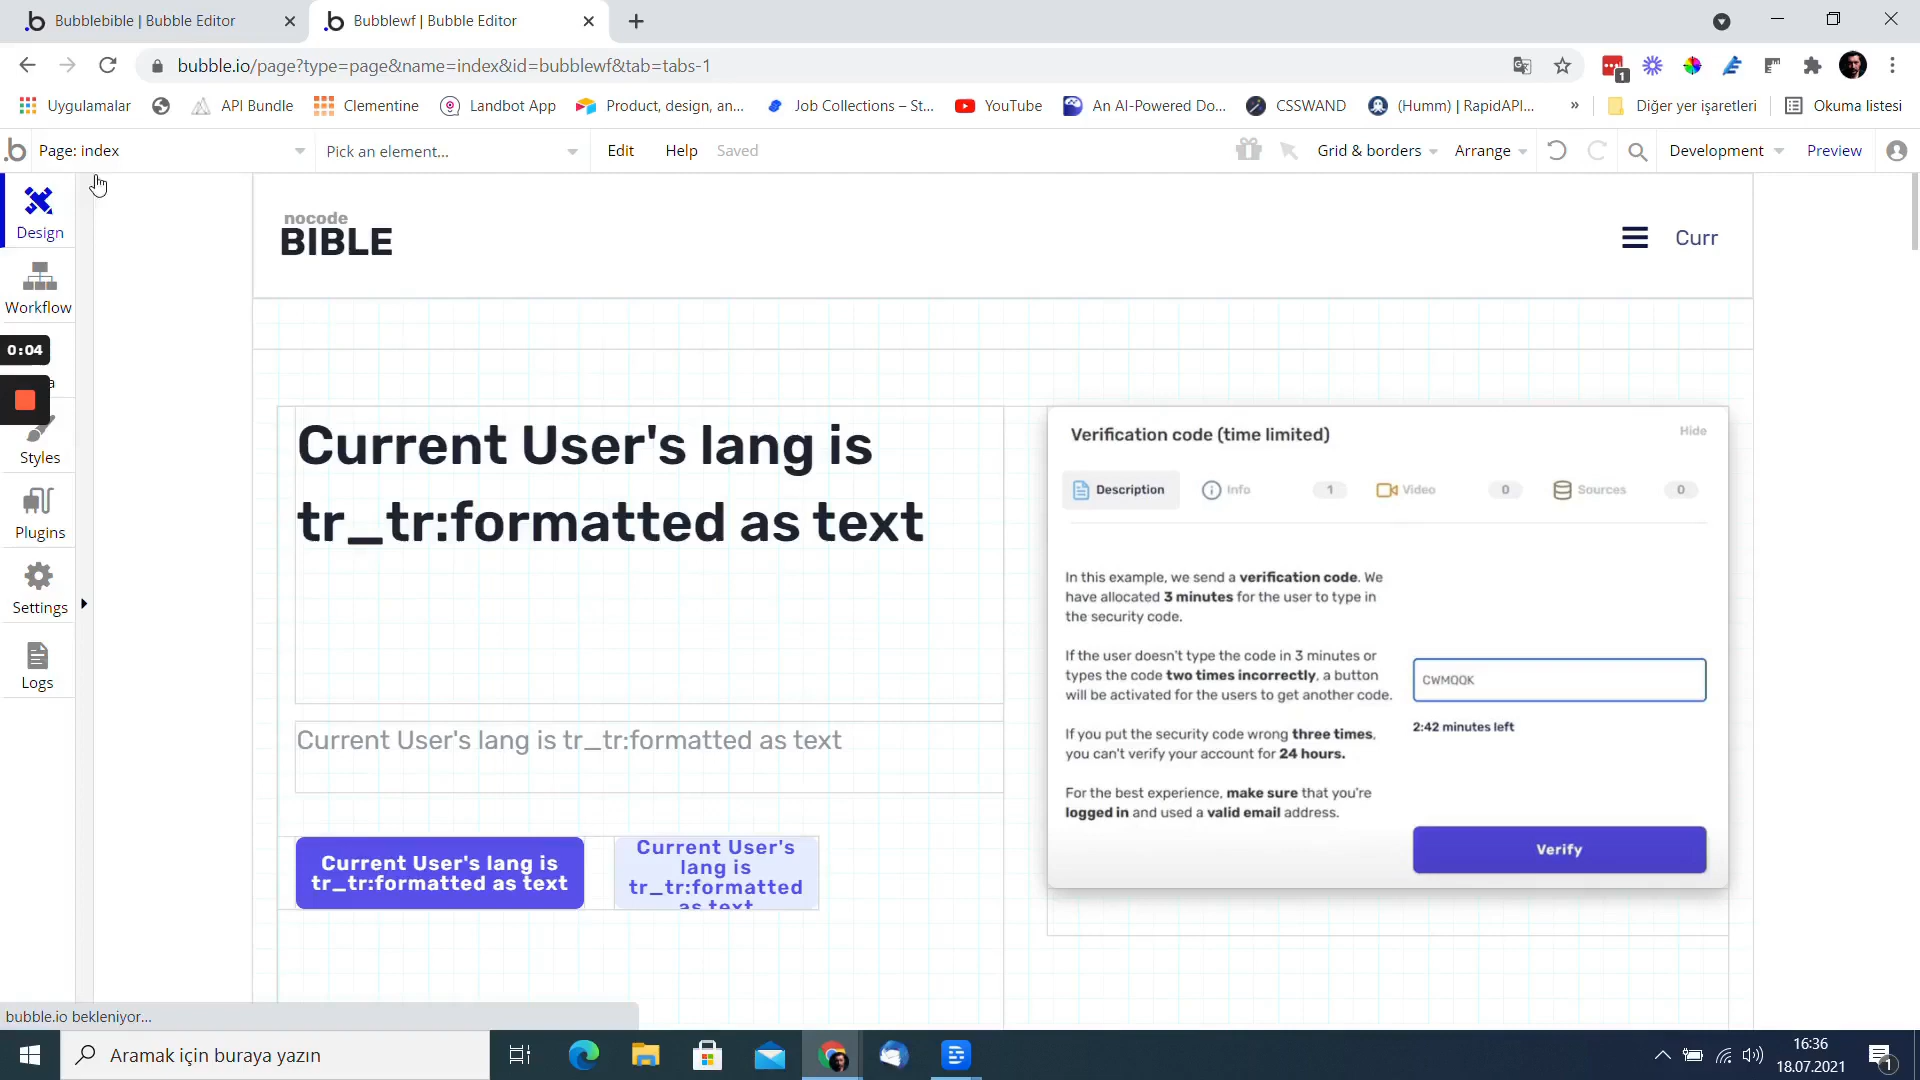 Bubblebible | Bubble Editor
Bubblewf | Bubble Editor
bubble.io/page?type=page&name=index&id=bubblewf&tab=tabs-1
1
Uygulamalar
API Bundle
Clementine
Landbot App
Product, design, an...
Job Collections – St...
YouTube
An AI-Powered Do...
CSSWAND
(Humm) | RapidAPI...
»
Diğer yer işaretleri
Okuma listesi
Page: index
Pick an element...
Edit
Help
Saved
Grid & borders
Arrange
Development
Preview
Design
Workflow
0:04
a
Styles
Plugins
Settings
Logs
nocode
BIBLE
Curr
Current User's lang is
tr_tr:formatted as text
Current User's lang is tr_tr:formatted as text
Current User's lang is
tr_tr:formatted as text
Current User's
lang is
tr_tr:formatted
as text
Verification code (time limited)
Hide
Description
Info
1
Video
0
Sources
0
In this example, we send a verification code. We
have allocated 3 minutes for the user to type in
the security code.
If the user doesn't type the code in 3 minutes or
types the code two times incorrectly, a button
will be activated for the users to get another code.
If you put the security code wrong three times,
you can't verify your account for 24 hours.
For the best experience, make sure that you're
logged in and used a valid email address.
CWMQQK
2:42 minutes left
Verify
bubble.io bekleniyor...
Aramak için buraya yazın
16:36
18.07.2021
1